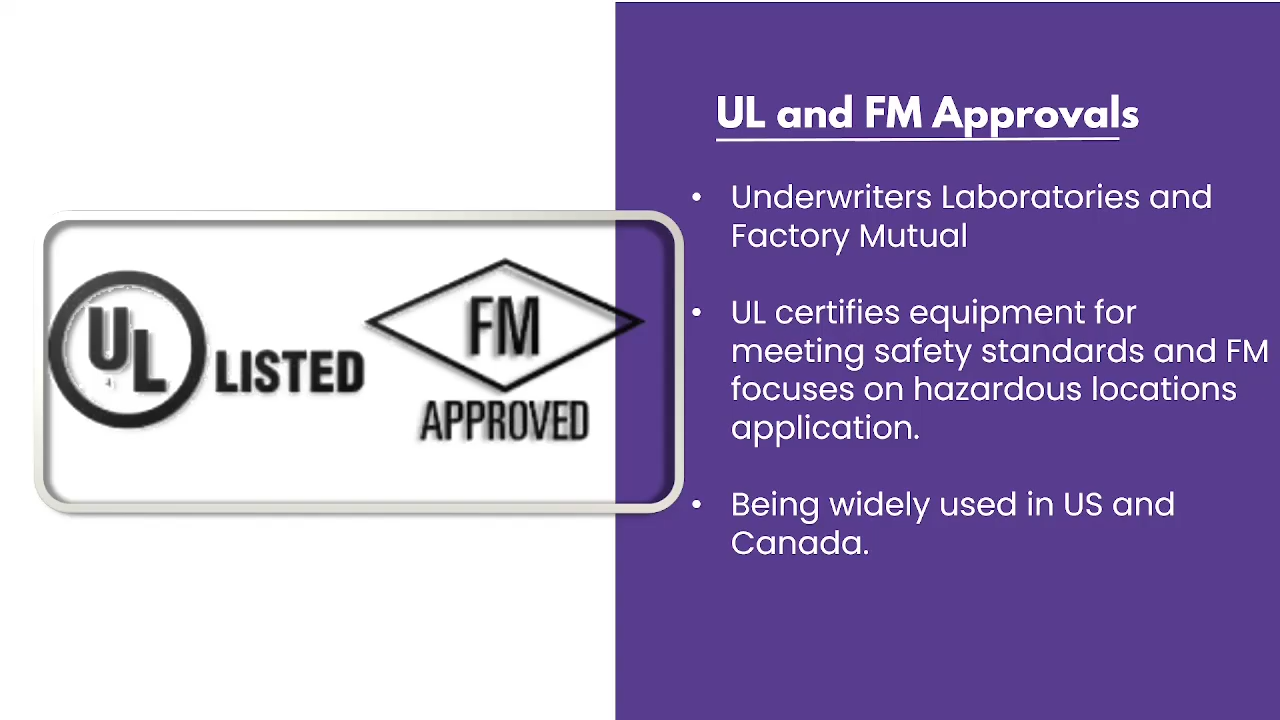 UL and FM Approvals
• Underwriters Laboratories and
Factory Mutual
• UL certifies equipment for
meeting safety standards and FM
focuses on hazardous locations
application.
• Being widely used in US and
Canada.
UL LISTED
FM
APPROVED